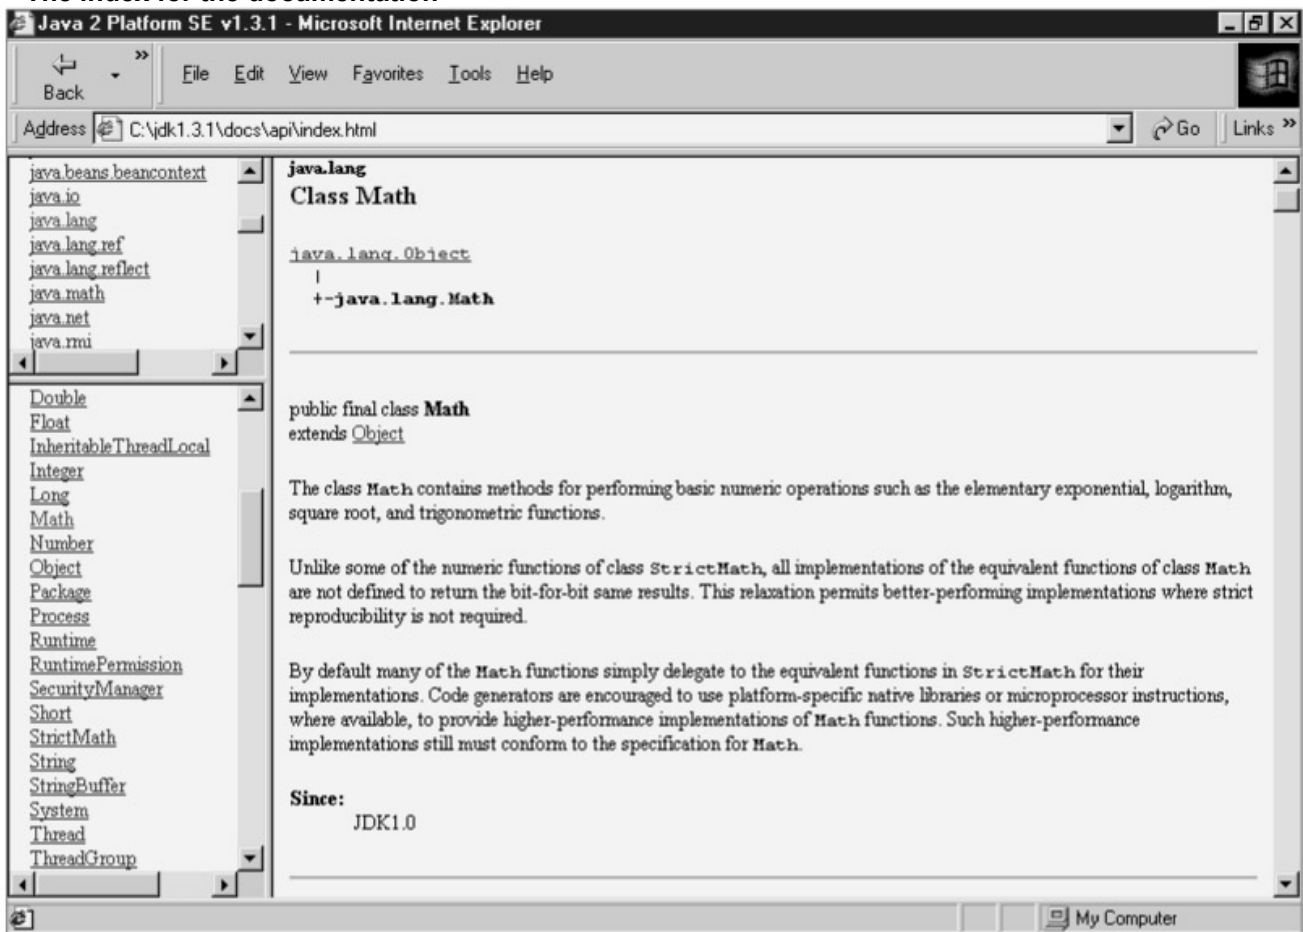 The index for the documentation
Java 2 Platform SE v1.3.1 - Microsoft Internet Explorer
Back
»
File Edit View Favorites Tools Help
Address C:\jdk1.3.1\docs\api\index.html Go Links »
java.beans.beancontext
java.io
java.lang
java.lang.ref
java.lang.reflect
java.math
java.net
java.rmi
Double
Float
InheritableThreadLocal
Integer
Long
Math
Number
Object
Package
Process
Runtime
RuntimePermission
SecurityManager
Short
StrictMath
String
StringBuffer
System
Thread
ThreadGroup
java.lang
Class Math
java.lang.Object
|
+-java.lang.Math
public final class Math
extends Object
The class Math contains methods for performing basic numeric operations such as the elementary exponential, logarithm,
square root, and trigonometric functions.
Unlike some of the numeric functions of class StrictMath, all implementations of the equivalent functions of class Math
are not defined to return the bit-for-bit same results. This relaxation permits better-performing implementations where strict
reproducibility is not required.
By default many of the Math functions simply delegate to the equivalent functions in StrictMath for their
implementations. Code generators are encouraged to use platform-specific native libraries or microprocessor instructions,
where available, to provide higher-performance implementations of Math functions. Such higher-performance
implementations still must conform to the specification for Math.
Since:
JDK1.0
My Computer